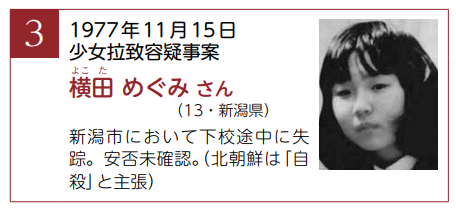 3
1977年11月15日
少女拉致容疑事案
よこ た
横田 めぐみ さん
（13・新潟県）
新潟市において下校途中に失
踪。安否未確認。（北朝鮮は「自
殺」と主張）